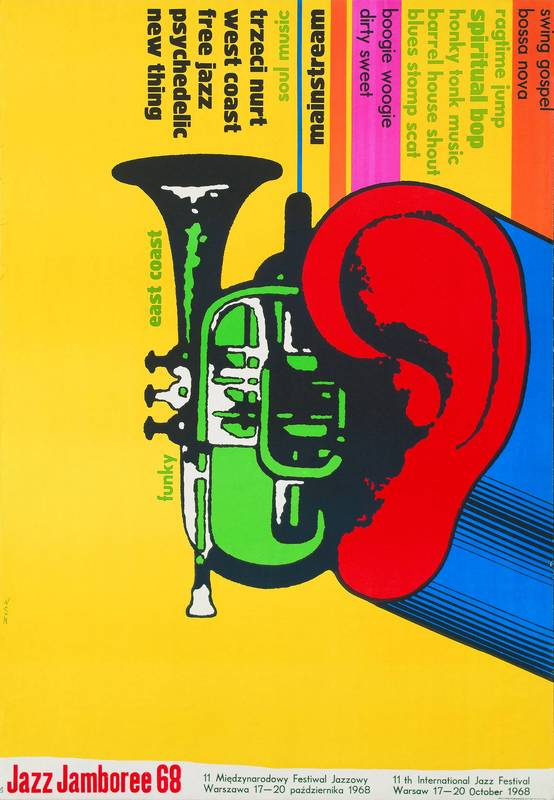 swing gospel
bossa nova
ragtime jump
spiritual bop
honky tonk music
barrel house shout
blues stomp scat
boogie woogie
dirty sweet
mainstream
soul music
trzeci nurt
west coast
free jazz
psychedelic
new thing
east coast
funky
Jazz Jamboree 68
11 Międzynarodowy Festiwal Jazzowy
Warszawa 17—20 października 1968
11 th International Jazz Festival
Warsaw 17—20 October 1968